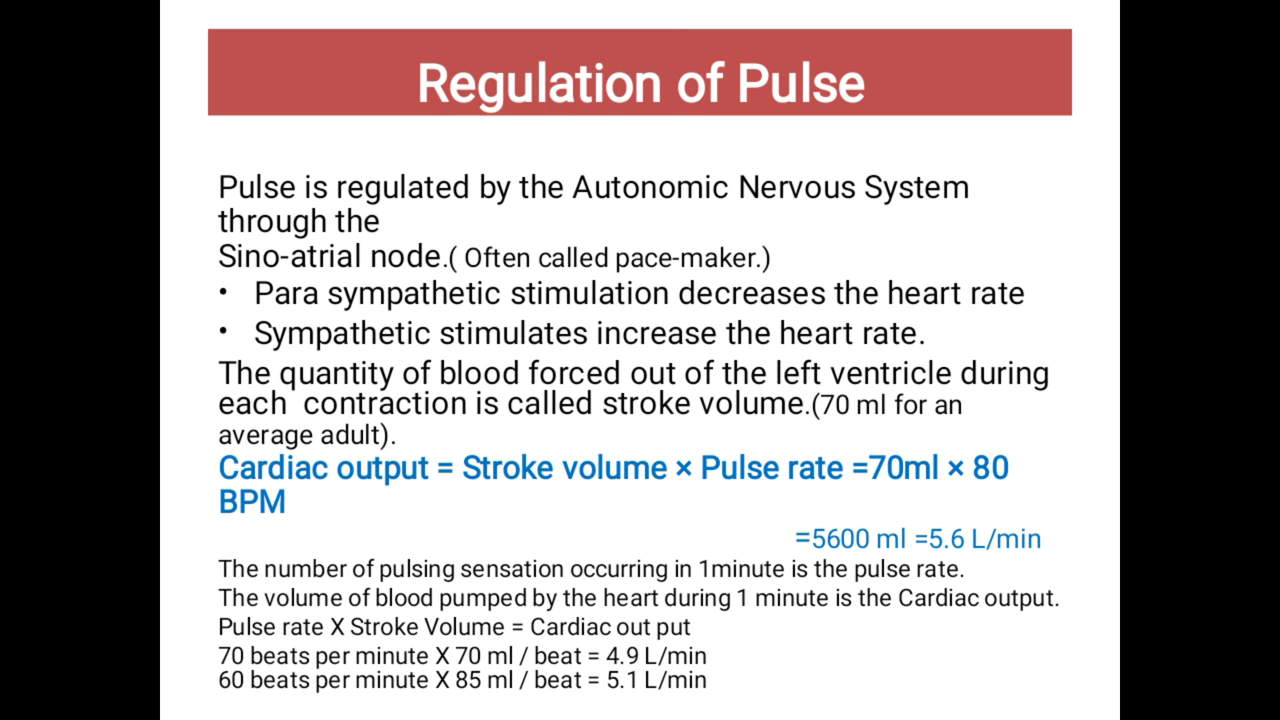 Regulation of Pulse
Pulse is regulated by the Autonomic Nervous System
through the
Sino-atrial node.( Often called pace-maker.)
• Para sympathetic stimulation decreases the heart rate
• Sympathetic stimulates increase the heart rate.
The quantity of blood forced out of the left ventricle during
each  contraction is called stroke volume.(70 ml for an
average adult).
Cardiac output = Stroke volume × Pulse rate =70ml × 80
BPM
=5600 ml =5.6 L/min
The number of pulsing sensation occurring in 1minute is the pulse rate.
The volume of blood pumped by the heart during 1 minute is the Cardiac output.
Pulse rate X Stroke Volume = Cardiac out put
70 beats per minute X 70 ml / beat = 4.9 L/min
60 beats per minute X 85 ml / beat = 5.1 L/min